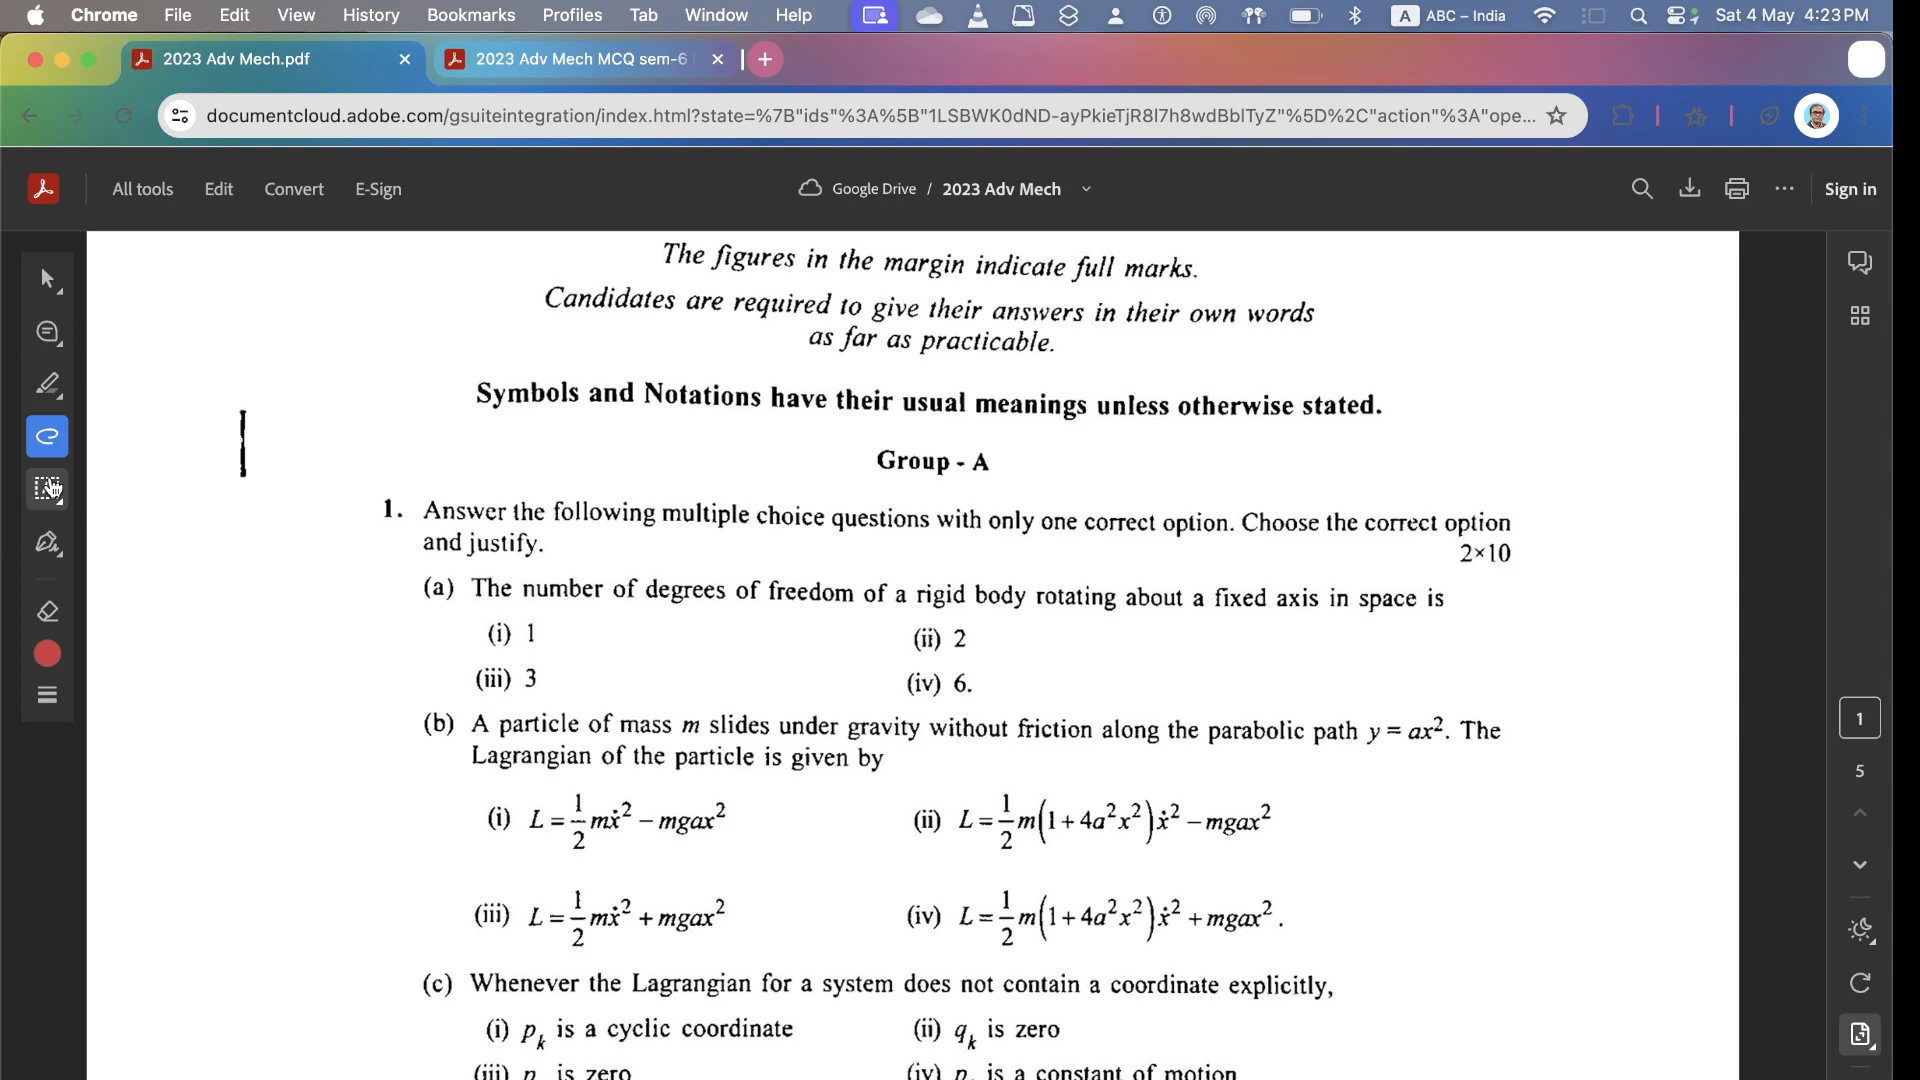 Chrome File Edit View History Bookmarks Profiles Tab Window Help A ABC – India Sat 4 May 4:23 PM
2023 Adv Mech.pdf 2023 Adv Mech MCQ sem-6
documentcloud.adobe.com/gsuiteintegration/index.html?state=%7B"ids"%3A%5B"1LSBWK0dND-ayPkieTjR8l7h8wdBblTyZ"%5D%2C"action"%3A"ope...
All tools Edit Convert E-Sign Google Drive / 2023 Adv Mech Sign in
The figures in the margin indicate full marks.
Candidates are required to give their answers in their own words
as far as practicable.
Symbols and Notations have their usual meanings unless otherwise stated.
Group - A
1. Answer the following multiple choice questions with only one correct option. Choose the correct option
and justify. 2×10
(a) The number of degrees of freedom of a rigid body rotating about a fixed axis in space is
(i) 1 (ii) 2
(iii) 3 (iv) 6.
(b) A particle of mass m slides under gravity without friction along the parabolic path y = ax². The
Lagrangian of the particle is given by
(i) L = 1/2 mẋ² – mgax² (ii) L = 1/2 m(1 + 4a²x²)ẋ² – mgax²
(iii) L = 1/2 mẋ² + mgax² (iv) L = 1/2 m(1 + 4a²x²)ẋ² + mgax² .
(c) Whenever the Lagrangian for a system does not contain a coordinate explicitly,
(i) pₖ is a cyclic coordinate (ii) qₖ is zero
(iii) p is zero (iv) p is a constant of motion
1
5